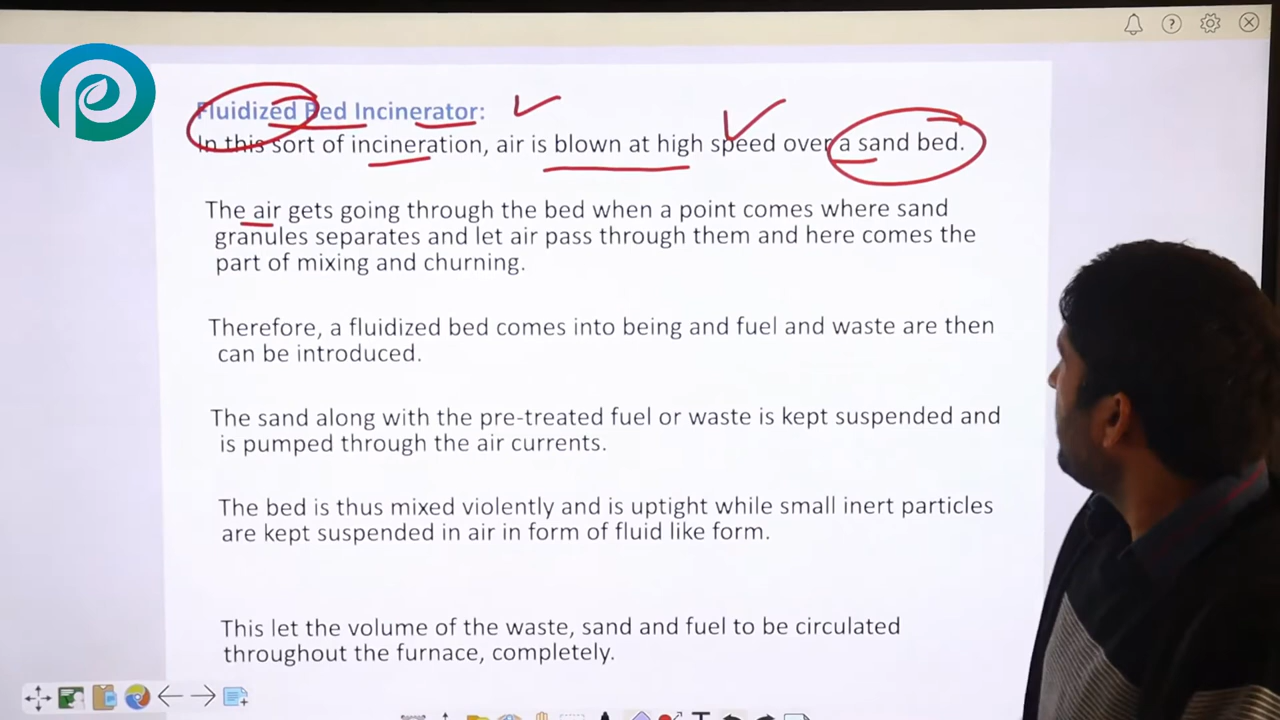 Fluidized Bed Incinerator:
In this sort of incineration, air is blown at high speed over a sand bed.
The air gets going through the bed when a point comes where sand
granules separates and let air pass through them and here comes the
part of mixing and churning.
Therefore, a fluidized bed comes into being and fuel and waste are then
can be introduced.
The sand along with the pre-treated fuel or waste is kept suspended and
is pumped through the air currents.
The bed is thus mixed violently and is uptight while small inert particles
are kept suspended in air in form of fluid like form.
This let the volume of the waste, sand and fuel to be circulated
throughout the furnace, completely.